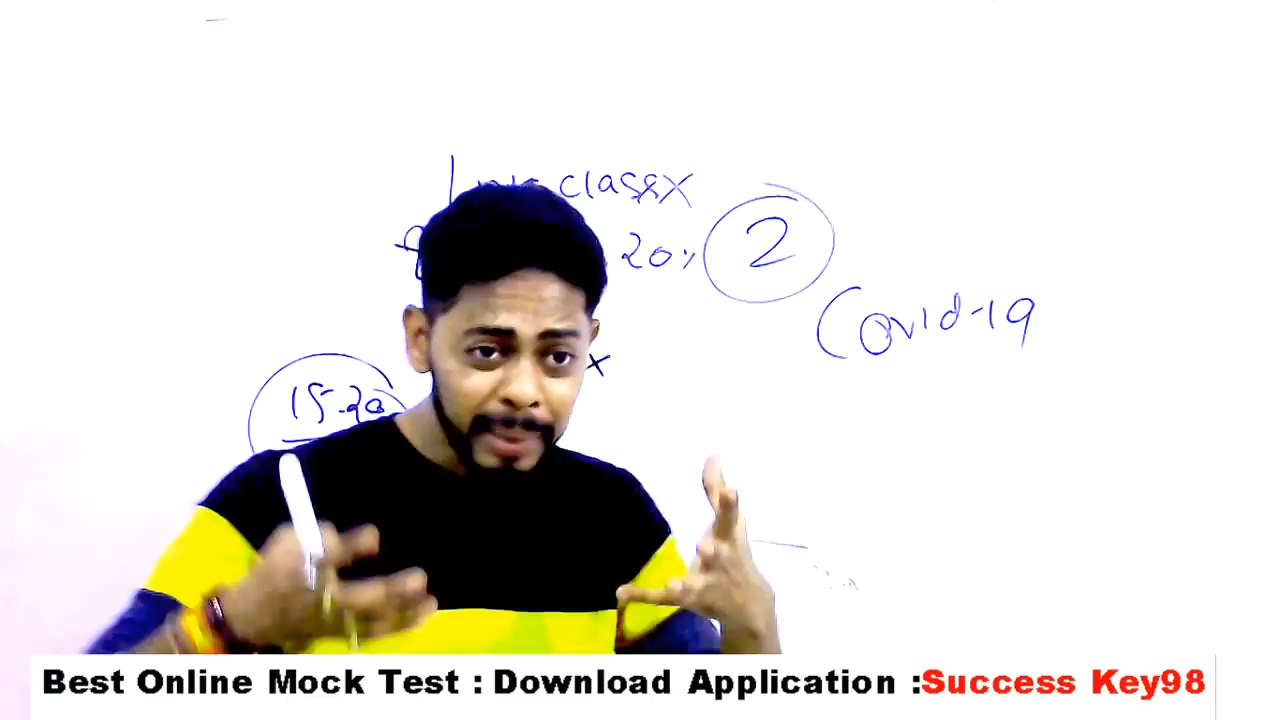 classx
20% 2
Covid-19
x
15-20
Best Online Mock Test : Download Application :Success Key98